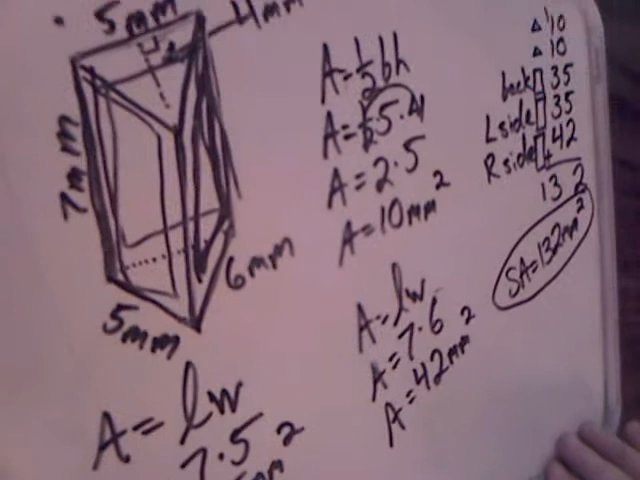 5mm
4mm
7mm
6mm
5mm
A=½bh
A=½·5·4
A=2·5
A=10mm²
A=lw
A=7·6
A=42mm²
A=lw
7·5
mm²
△ 10
△ 10
back 35
L side 35
R side +42
132
SA=132mm²